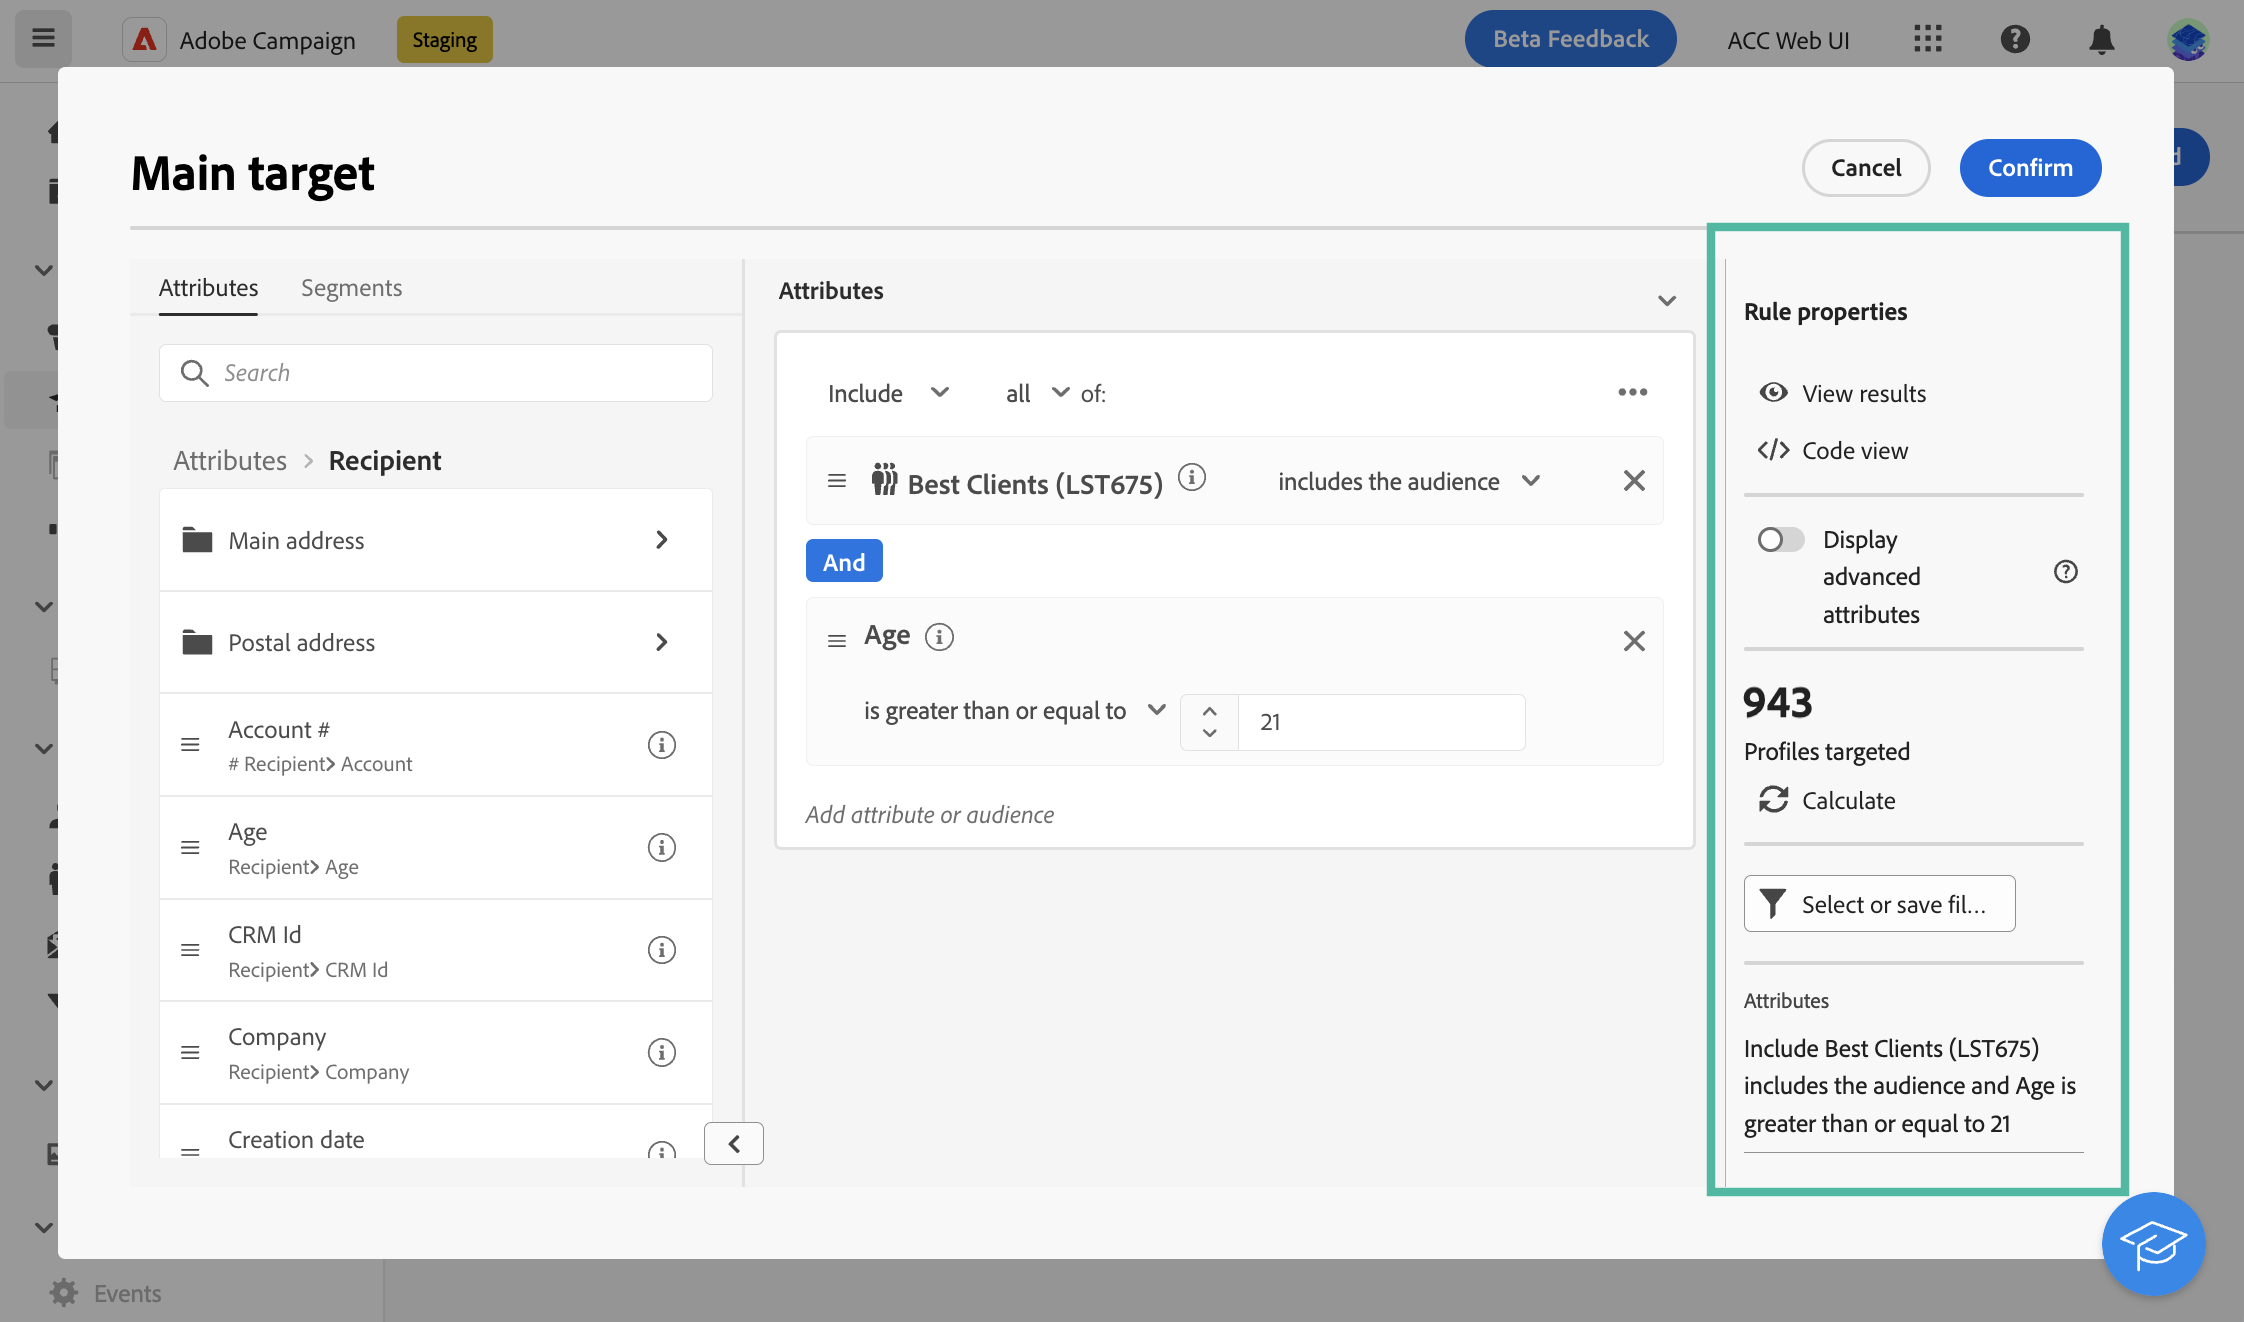 Adobe Campaign
Staging
Beta Feedback
ACC Web UI
Main target
Cancel
Confirm
Attributes
Segments
Search
Attributes > Recipient
Main address
Postal address
Account #
# Recipient> Account
Age
Recipient> Age
CRM Id
Recipient> CRM Id
Company
Recipient> Company
Creation date
Attributes
Include
all
of:
Best Clients (LST675)
includes the audience
And
Age
is greater than or equal to
21
Add attribute or audience
Rule properties
View results
</> Code view
Display
advanced
attributes
943
Profiles targeted
Calculate
Select or save fil...
Attributes
Include Best Clients (LST675)
includes the audience and Age is
greater than or equal to 21
Events